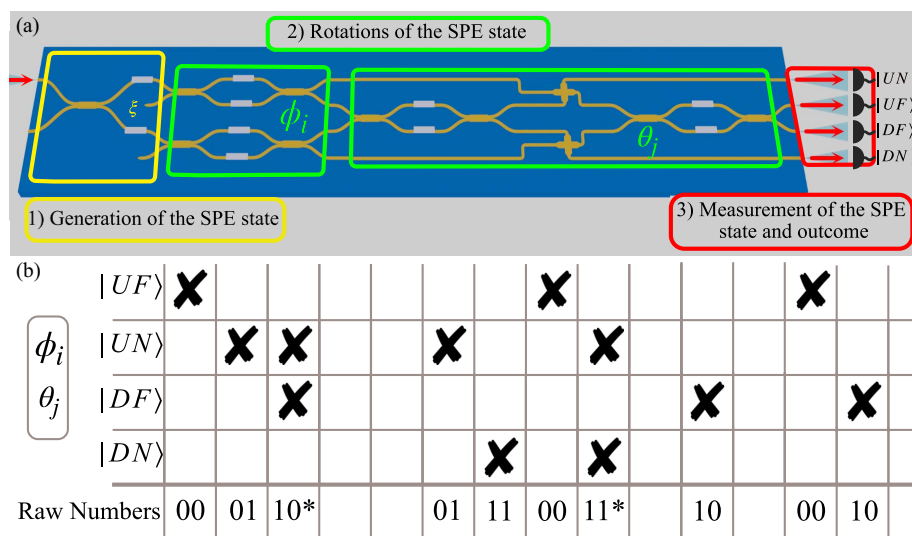 (a)
2) Rotations of the SPE state
ξ
ϕi
θj
|UN⟩
|UF⟩
|DF⟩
|DN⟩
1) Generation of the SPE state
3) Measurement of the SPE
state and outcome
(b)
|UF⟩
|UN⟩
ϕi
θj
|DF⟩
|DN⟩
Raw Numbers 00 01 10* 01 11 00 11* 10 00 10